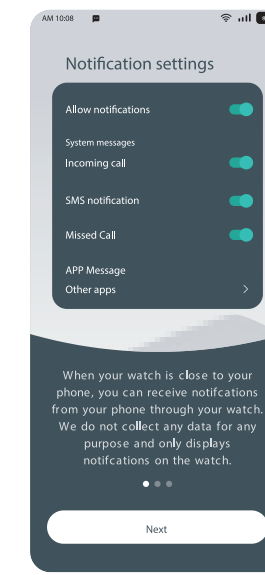 AM 10:08
Notification settings
Allow notifications
System messages
Incoming call
SMS notification
Missed Call
APP Message
Other apps
When your watch is close to your
phone, you can receive notifcations
from your phone through your watch.
We do not collect any data for any
purpose and only displays
notifcations on the watch.
Next